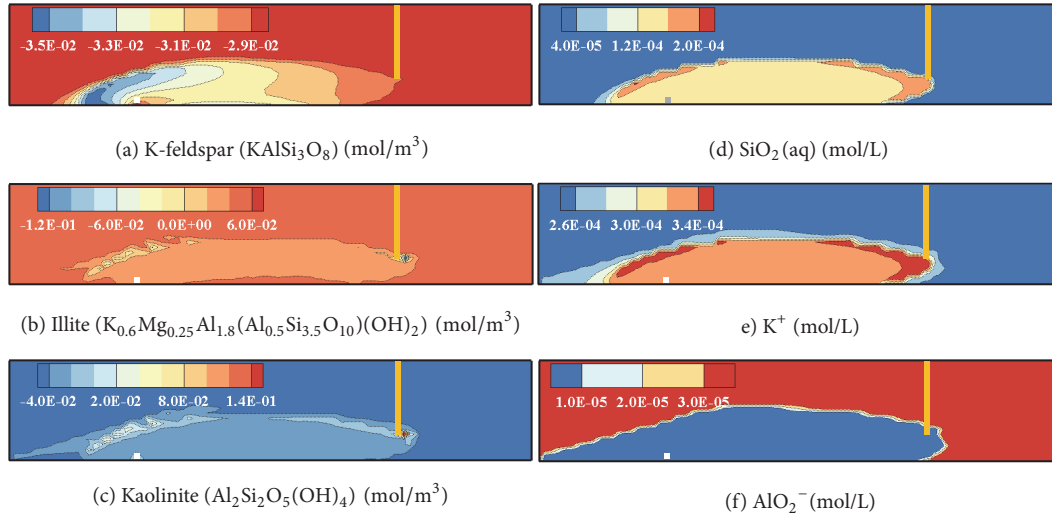 -3.5E-02 -3.3E-02 -3.1E-02 -2.9E-02
(a) K-feldspar (KAlSi₃O₈) (mol/m³)
-1.2E-01 -6.0E-02 0.0E+00 6.0E-02
(b) Illite (K₀.₆Mg₀.₂₅Al₁.₈(Al₀.₅Si₃.₅O₁₀)(OH)₂) (mol/m³)
-4.0E-02 2.0E-02 8.0E-02 1.4E-01
(c) Kaolinite (Al₂Si₂O₅(OH)₄) (mol/m³)
4.0E-05 1.2E-04 2.0E-04
(d) SiO₂(aq) (mol/L)
2.6E-04 3.0E-04 3.4E-04
e) K⁺ (mol/L)
1.0E-05 2.0E-05 3.0E-05
(f) AlO₂⁻(mol/L)